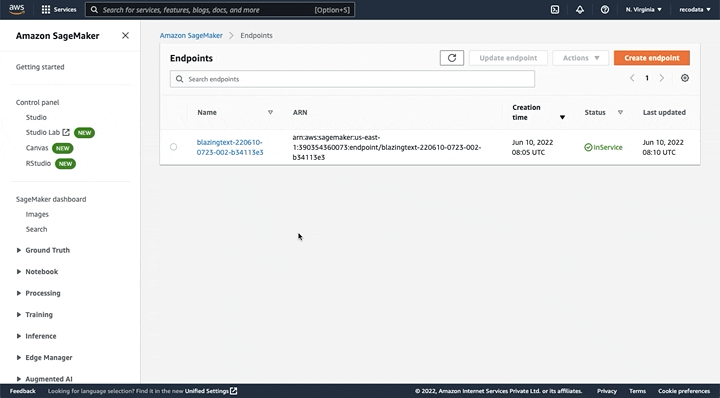 aws
Services
Search for services, features, blogs, docs, and more
[Option+S]
N. Virginia
recodata
Amazon SageMaker
Getting started
Control panel
Studio
Studio Lab
NEW
Canvas
NEW
RStudio
NEW
SageMaker dashboard
Images
Search
Ground Truth
Notebook
Processing
Training
Inference
Edge Manager
Augmented AI
Amazon SageMaker
Endpoints
Endpoints
Update endpoint
Actions
Create endpoint
Search endpoints
1
Name
ARN
Creation
time
Status
Last updated
blazingtext-220610-
0723-002-b34113e3
arn:aws:sagemaker:us-east-
1:390354360073:endpoint/blazingtext-220610-0723-002-
b34113e3
Jun 10, 2022
08:05 UTC
InService
Jun 10, 2022
08:10 UTC
Feedback
Looking for language selection? Find it in the new Unified Settings
© 2022, Amazon Internet Services Private Ltd. or its affiliates.
Privacy
Terms
Cookie preferences